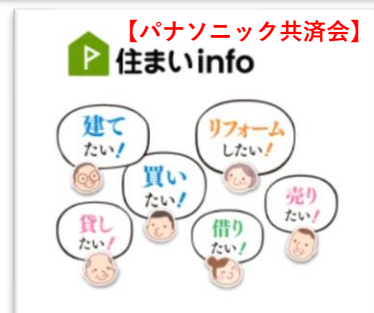 【パナソニック共済会】
住まいinfo
建て
たい!
リフォーム
したい!
買い
たい!
売り
たい!
貸し
たい!
借り
たい!